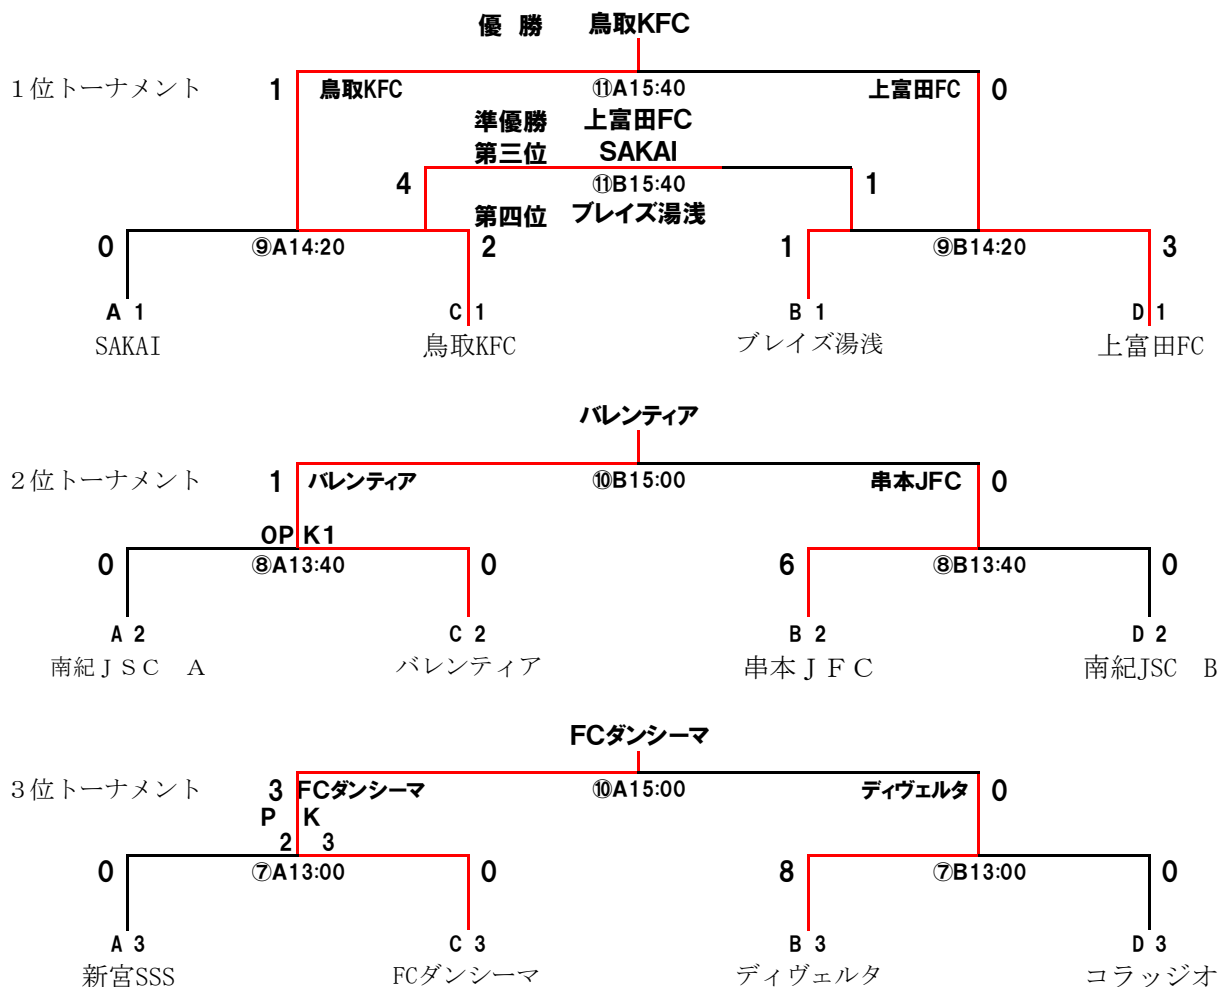 優 勝 鳥取KFC
1位トーナメント 1 鳥取KFC ⑪A15:40 上富田FC 0
準優勝 上富田FC
第三位 SAKAI
4 ⑪B15:40 1
第四位 ブレイズ湯浅
0 ⑨A14:20 2 1 ⑨B14:20 3
A 1 C 1 B 1 D 1
SAKAI 鳥取KFC ブレイズ湯浅 上富田FC
バレンティア
2位トーナメント 1 バレンティア ⑩B15:00 串本JFC 0
0PK1
0 ⑧A13:40 0 6 ⑧B13:40 0
A 2 C 2 B 2 D 2
南紀JSC A バレンティア 串本JFC 南紀JSC B
FCダンシーマ
3位トーナメント 3 FCダンシーマ ⑩A15:00 ディヴェルタ 0
P K
2 3
0 ⑦A13:00 0 8 ⑦B13:00 0
A 3 C 3 B 3 D 3
新宮SSS FCダンシーマ ディヴェルタ コラッジオ